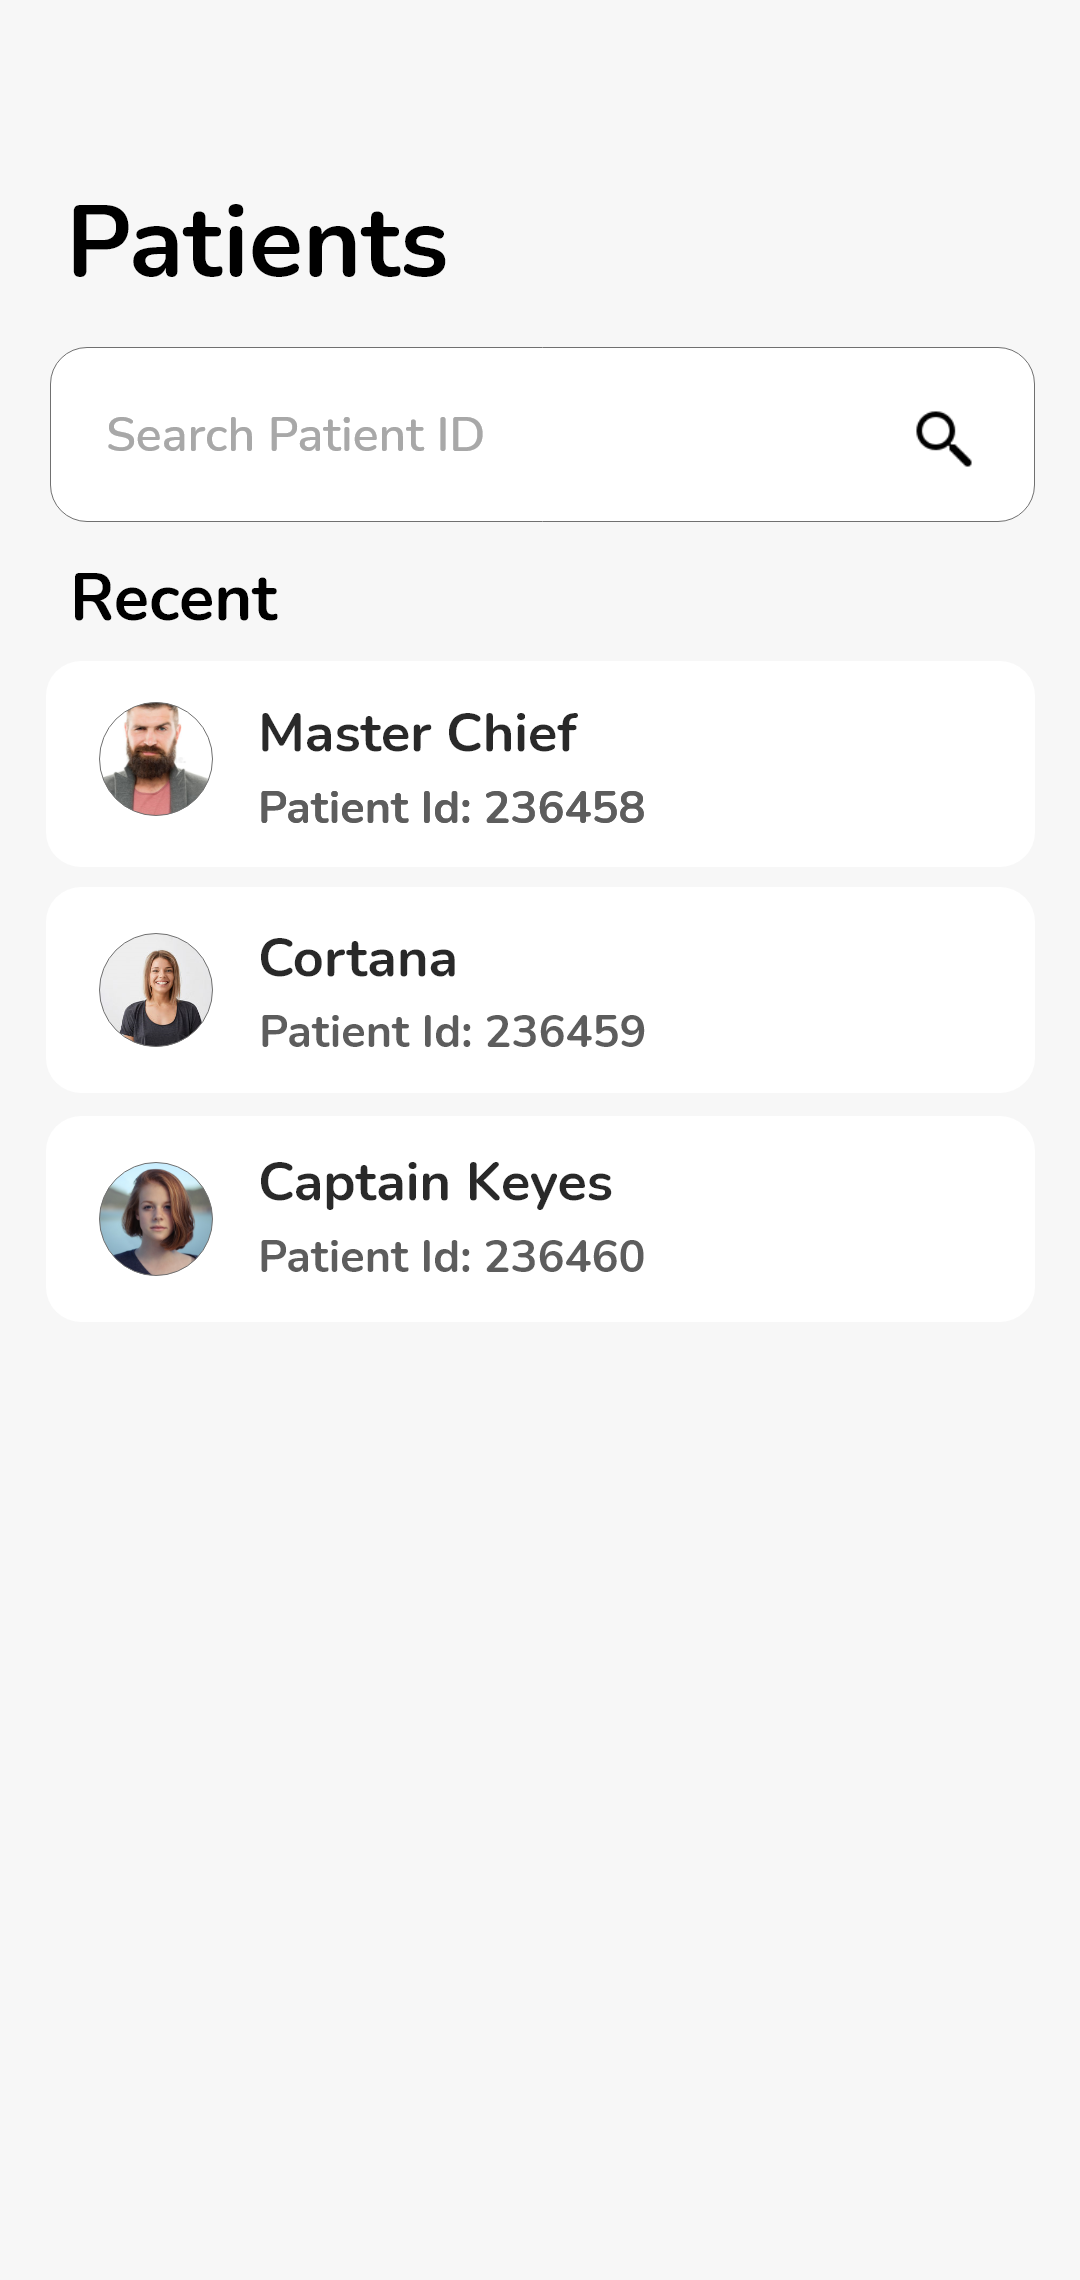 Patients
Search Patient ID
Recent
Master Chief
Patient Id: 236458
Cortana
Patient Id: 236459
Captain Keyes
Patient Id: 236460